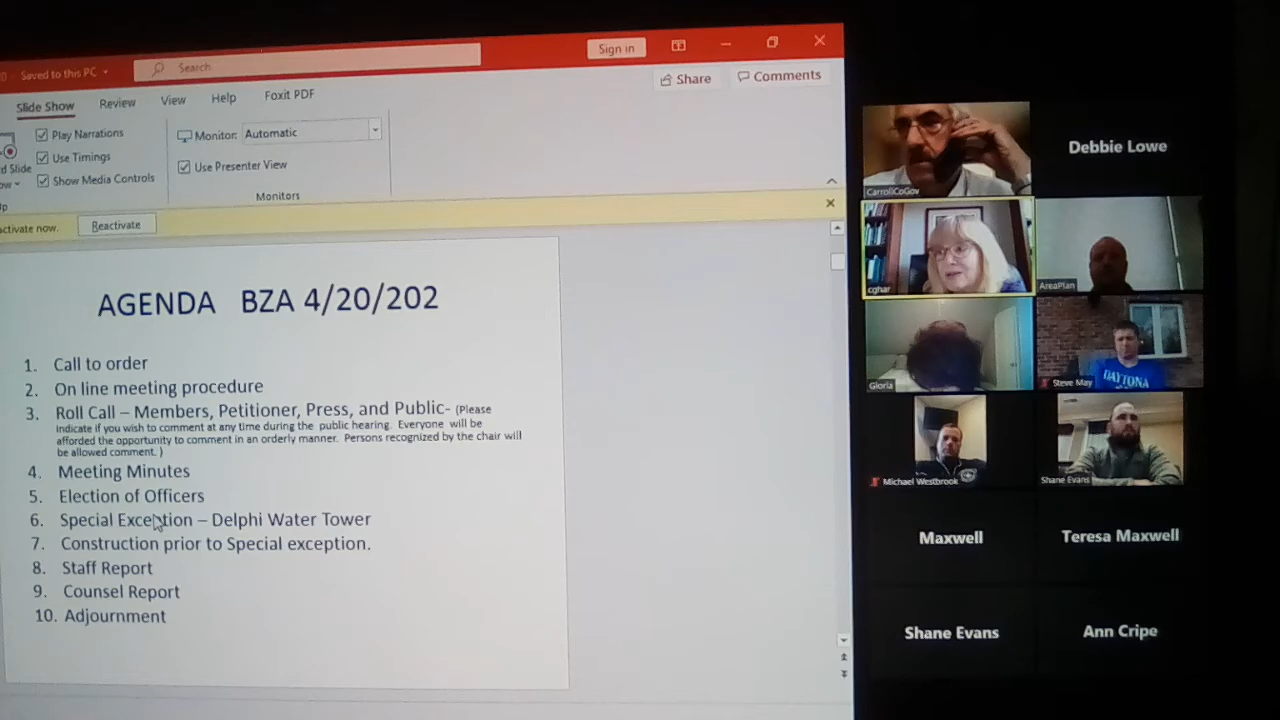 Saved to this PC
Search
Sign in
Slide Show
Review
View
Help
Foxit PDF
Share
Comments
Play Narrations
Use Timings
Show Media Controls
Monitor: Automatic
Use Presenter View
Monitors
d Slide
ctivate now.
Reactivate
AGENDA BZA 4/20/202
1. Call to order
2. On line meeting procedure
3. Roll Call – Members, Petitioner, Press, and Public- (Please
indicate if you wish to comment at any time during the public hearing. Everyone will be
afforded the opportunity to comment in an orderly manner. Persons recognized by the chair will
be allowed comment. )
4. Meeting Minutes
5. Election of Officers
6. Special Exception – Delphi Water Tower
7. Construction prior to Special exception.
8. Staff Report
9. Counsel Report
10. Adjournment
CarrollCoGov
Debbie Lowe
cghar
AreaPlan
Gloria
Steve May
DAYTONA
Michael Westbrook
Shane Evans
Maxwell
Teresa Maxwell
Shane Evans
Ann Cripe